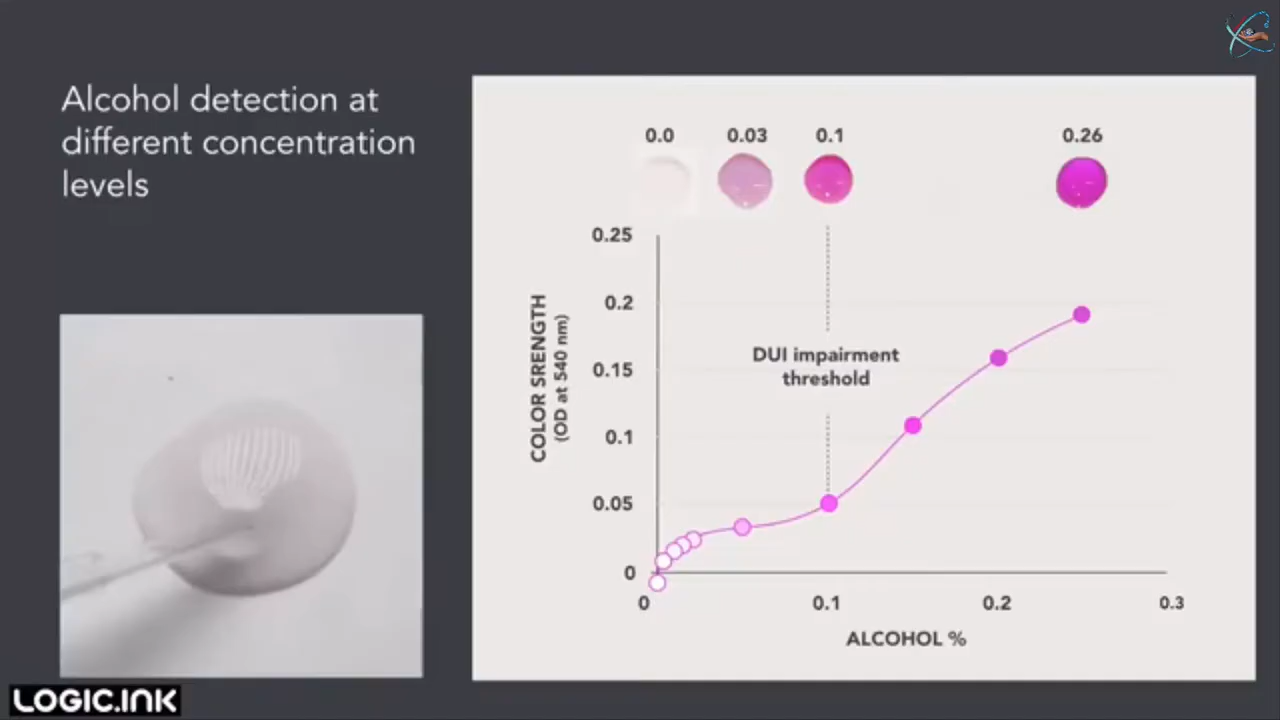 Alcohol detection at
different concentration
levels
0.0 0.03 0.1 0.26
0.25
0.2
0.15
0.1
0.05
0
COLOR SRENGTH
(OD at 540 nm)
DUI impairment
threshold
0 0.1 0.2 0.3
ALCOHOL %
LOGIC.INK